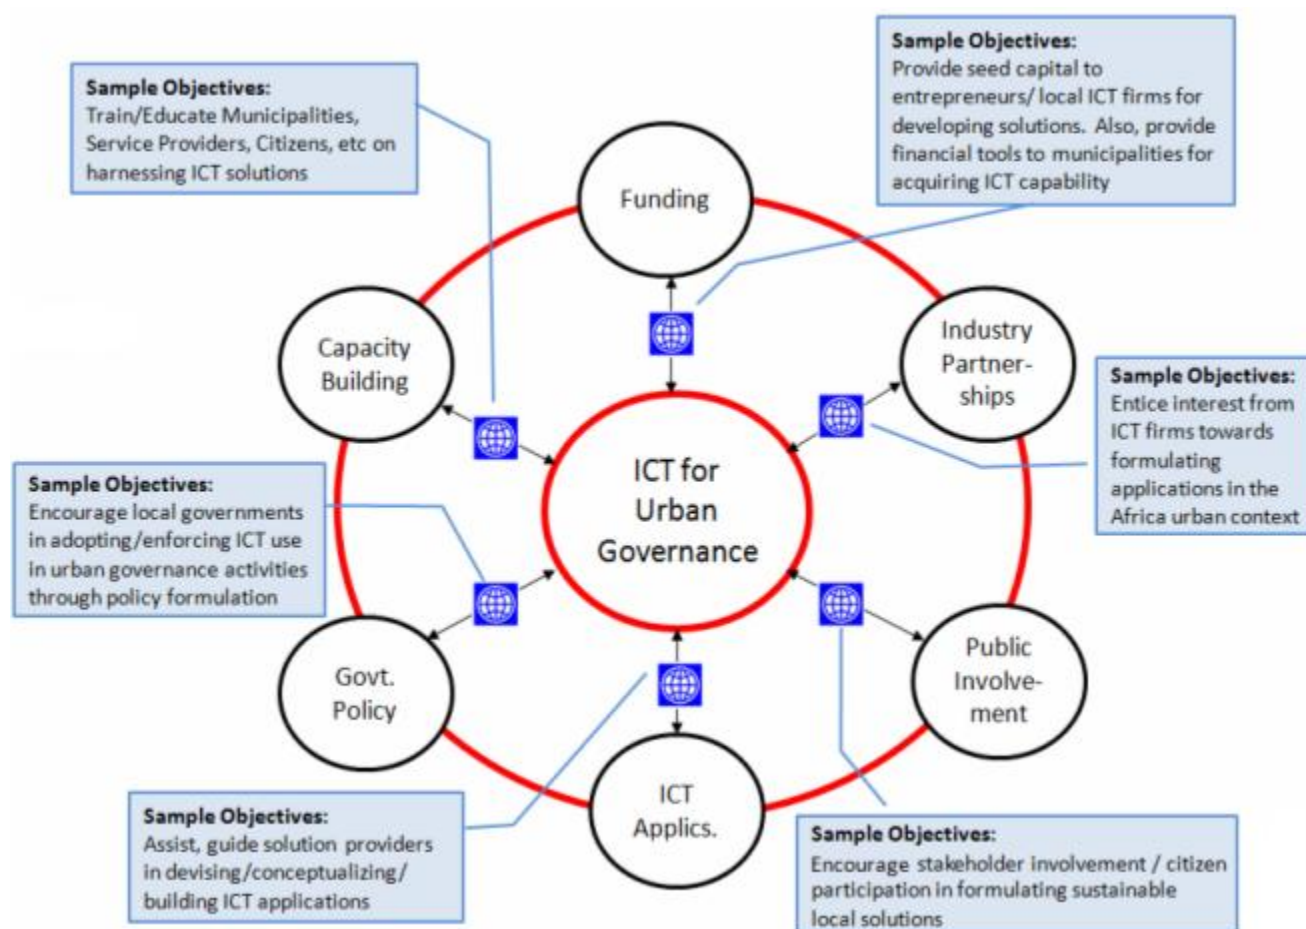 Sample Objectives:
Train/Educate Municipalities,
Service Providers, Citizens, etc on
harnessing ICT solutions
Sample Objectives:
Provide seed capital to
entrepreneurs/ local ICT firms for
developing solutions. Also, provide
financial tools to municipalities for
acquiring ICT capability
Funding
Capacity
Building
Industry
Partner-
ships
Sample Objectives:
Entice interest from
ICT firms towards
formulating
applications in the
Africa urban context
ICT for
Urban
Governance
Sample Objectives:
Encourage local governments
in adopting/enforcing ICT use
in urban governance activities
through policy formulation
Govt.
Policy
Public
Involve-
ment
ICT
Applics.
Sample Objectives:
Assist, guide solution providers
in devising/conceptualizing/
building ICT applications
Sample Objectives:
Encourage stakeholder involvement / citizen
participation in formulating sustainable
local solutions